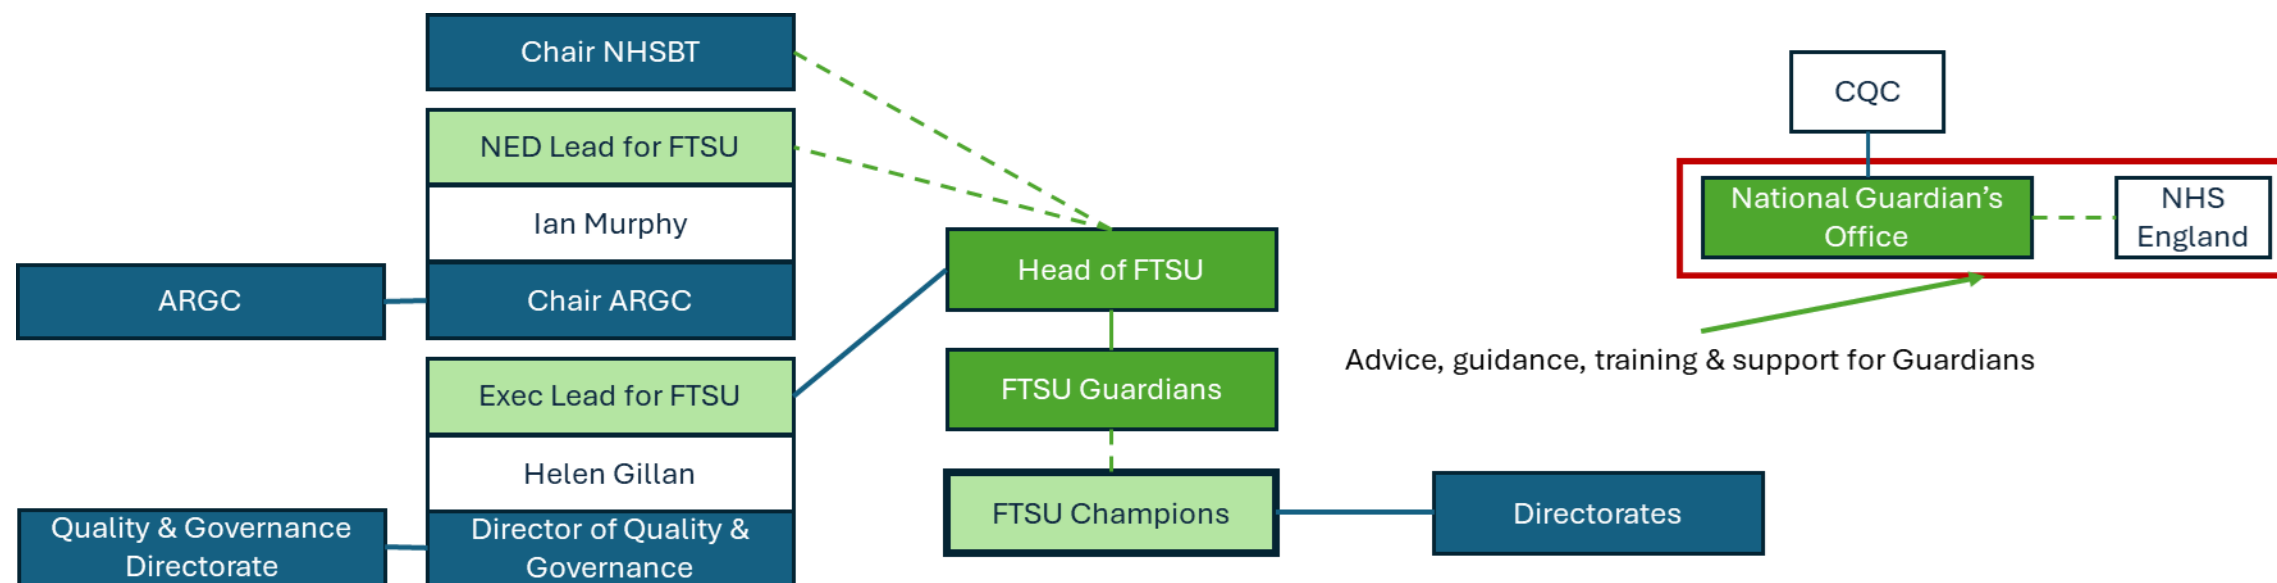 Chair NHSBT
NED Lead for FTSU
Ian Murphy
ARGC
Chair ARGC
Exec Lead for FTSU
Helen Gillan
Quality & Governance
Directorate
Director of Quality &
Governance
Head of FTSU
FTSU Guardians
FTSU Champions
Directorates
CQC
National Guardian’s
Office
NHS
England
Advice, guidance, training & support for Guardians